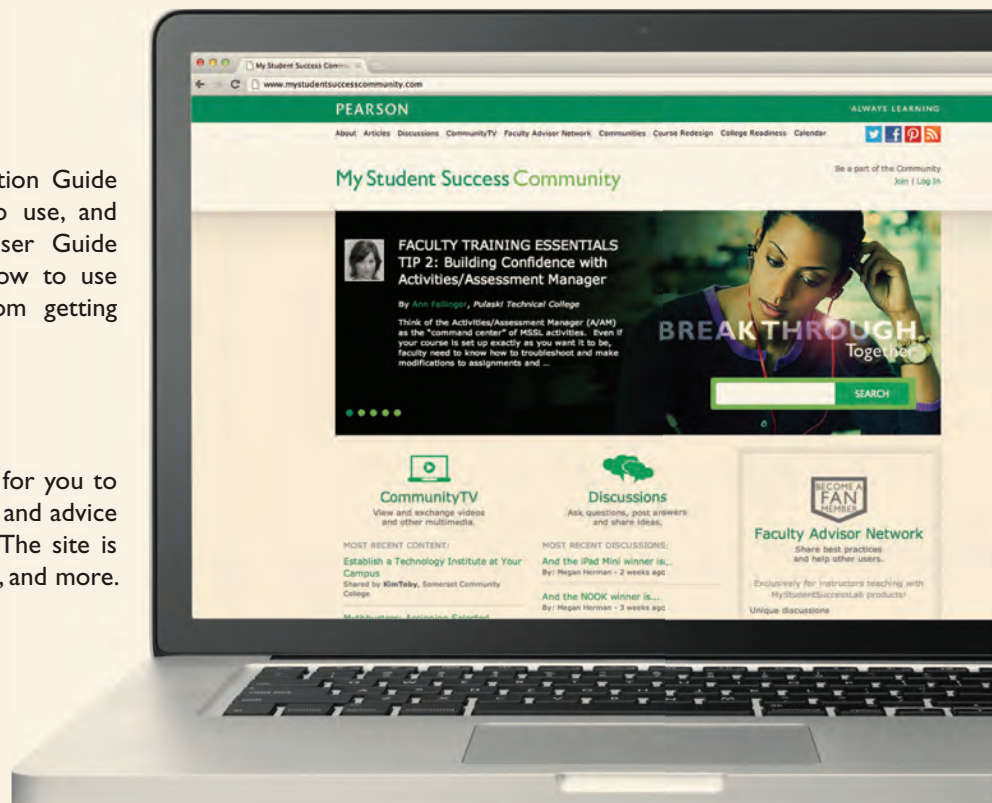 tion Guide
o use, and
ser Guide
ow to use
om getting
for you to
and advice
The site is
, and more.
My Student Success Commu
www.mystudentsuccesscommunity.com
PEARSON
ALWAYS LEARNING
About Articles Discussions CommunityTV Faculty Advisor Network Communities Course Redesign College Readiness Calendar
My Student Success Community
Be a part of the Community
Join | Log In
FACULTY TRAINING ESSENTIALS
TIP 2: Building Confidence with
Activities/Assessment Manager
By Ann Fellinger, Pulaski Technical College
Think of the Activities/Assessment Manager (A/AM)
as the "command center" of MSSL activities. Even if
your course is set up exactly as you want it to be,
faculty need to know how to troubleshoot and make
modifications to assignments and ...
BREAKTHROUGH
Together
SEARCH
CommunityTV
View and exchange videos
and other multimedia.
MOST RECENT CONTENT:
Establish a Technology Institute at Your
Campus
Shared by KimToby, Somerset Community
College
Mythbusters: Assigning Selected
Discussions
Ask questions, post answers
and share ideas.
MOST RECENT DISCUSSIONS:
And the iPad Mini winner is...
By: Megan Herman - 2 weeks ago
And the NOOK winner is...
By: Megan Herman - 3 weeks ago
BECOME A
FAN
MEMBER
Faculty Advisor Network
Share best practices
and help other users.
Exclusively for instructors teaching with
MyStudentSuccessLab products!
Unique discussions